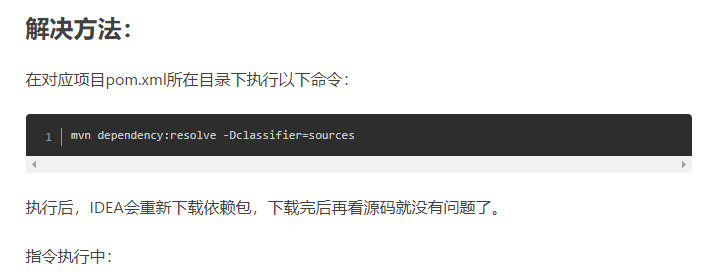 解决方法：
在对应项目pom.xml所在目录下执行以下命令：
1 mvn dependency:resolve -Dclassifier=sources
执行后，IDEA会重新下载依赖包，下载完后再看源码就没有问题了。
指令执行中：